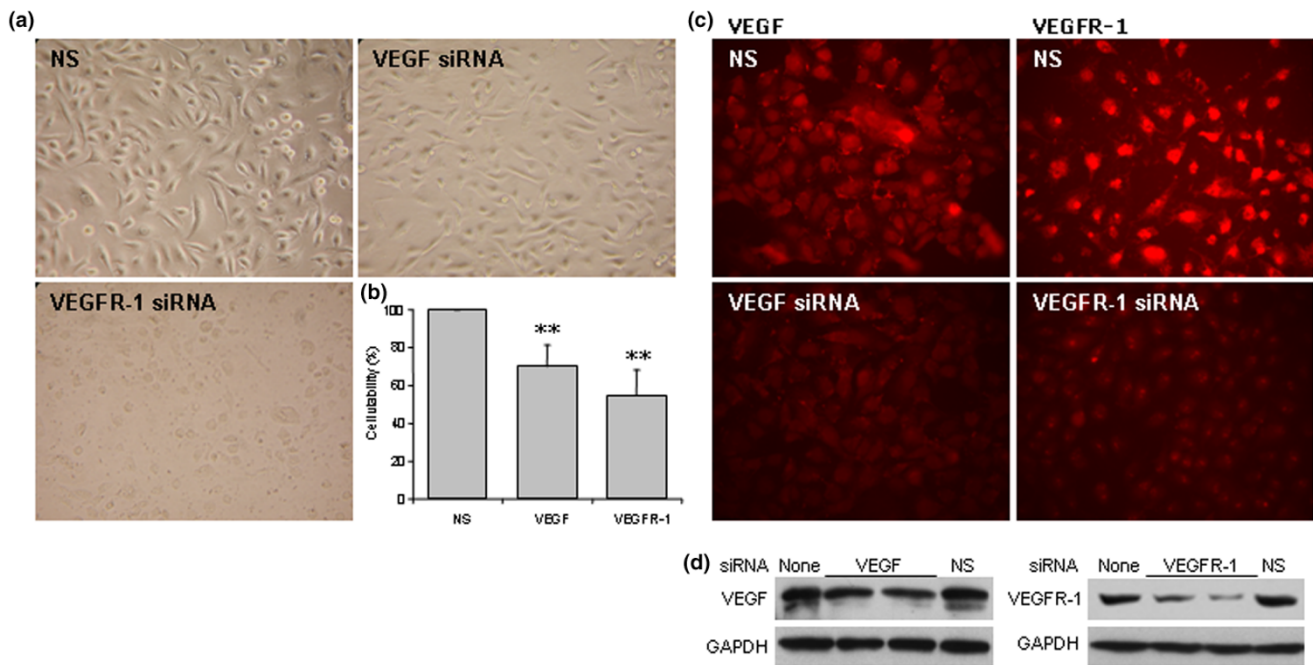 (a)
NS
VEGF siRNA
VEGFR-1 siRNA
(b)
Cellutability (%)
100
80
60
40
20
0
**
**
NS VEGF VEGFR-1
(c)
VEGF VEGFR-1
NS
NS
VEGF siRNA
VEGFR-1 siRNA
(d)
siRNA None VEGF NS
VEGF
GAPDH
siRNA None VEGFR-1 NS
VEGFR-1
GAPDH